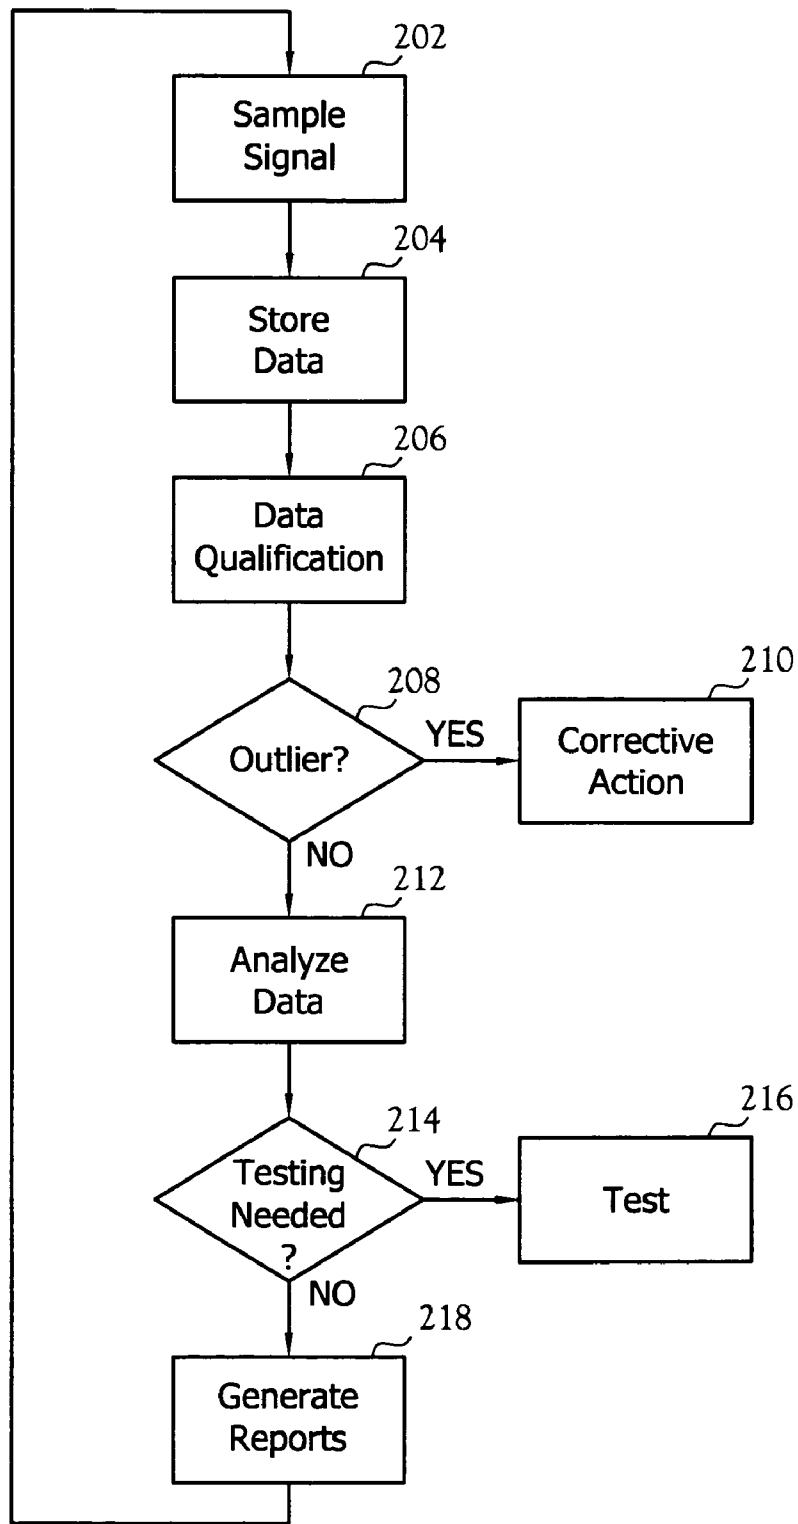 202
Sample
Signal
204
Store
Data
206
Data
Qualification
208
Outlier?
YES
210
Corrective
Action
NO
212
Analyze
Data
214
Testing
Needed
?
YES
216
Test
NO
218
Generate
Reports